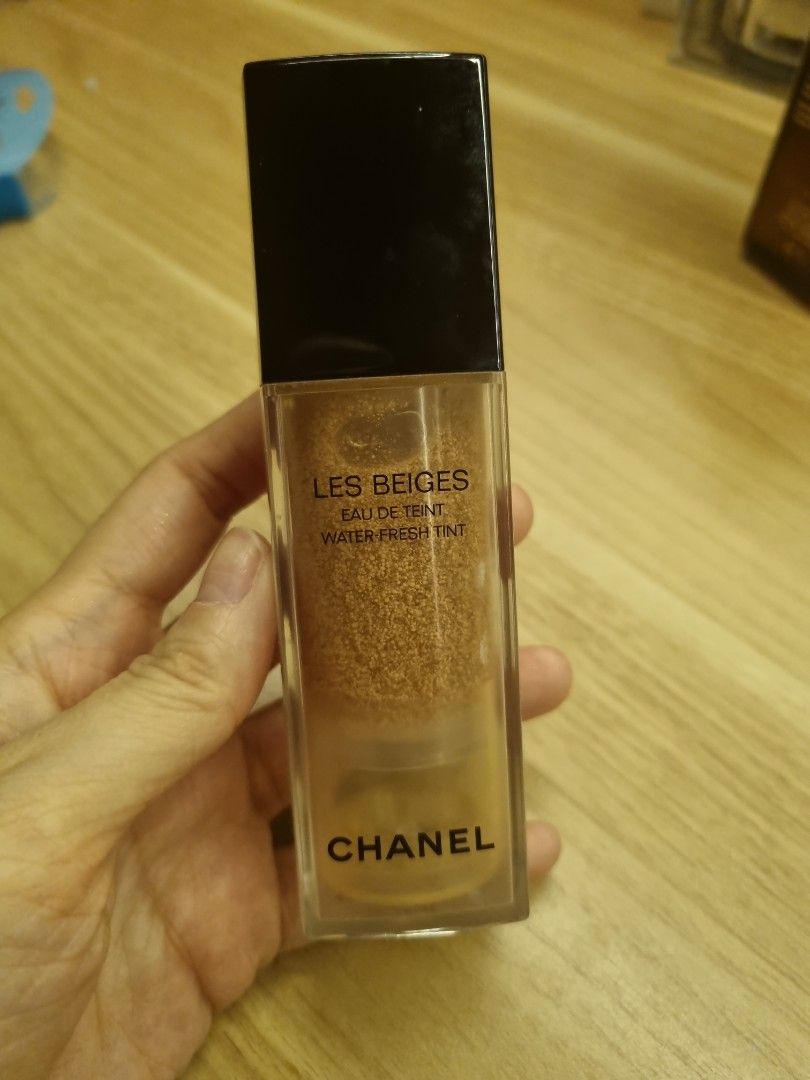 LES BEIGES
EAU DE TEINT
WATER-FRESH TINT
CHANEL